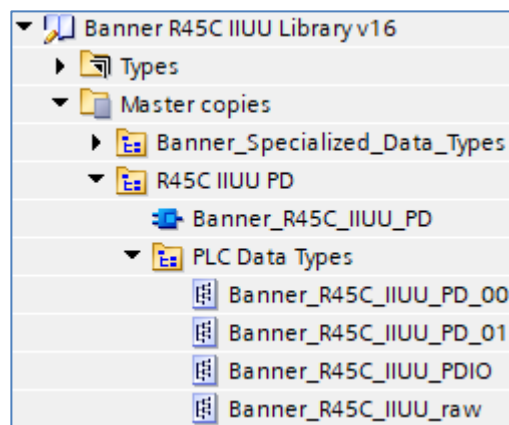 Banner R45C IIUU Library v16
Types
Master copies
Banner_Specialized_Data_Types
R45C IIUU PD
Banner_R45C_IIUU_PD
PLC Data Types
Banner_R45C_IIUU_PD_00
Banner_R45C_IIUU_PD_01
Banner_R45C_IIUU_PDIO
Banner_R45C_IIUU_raw